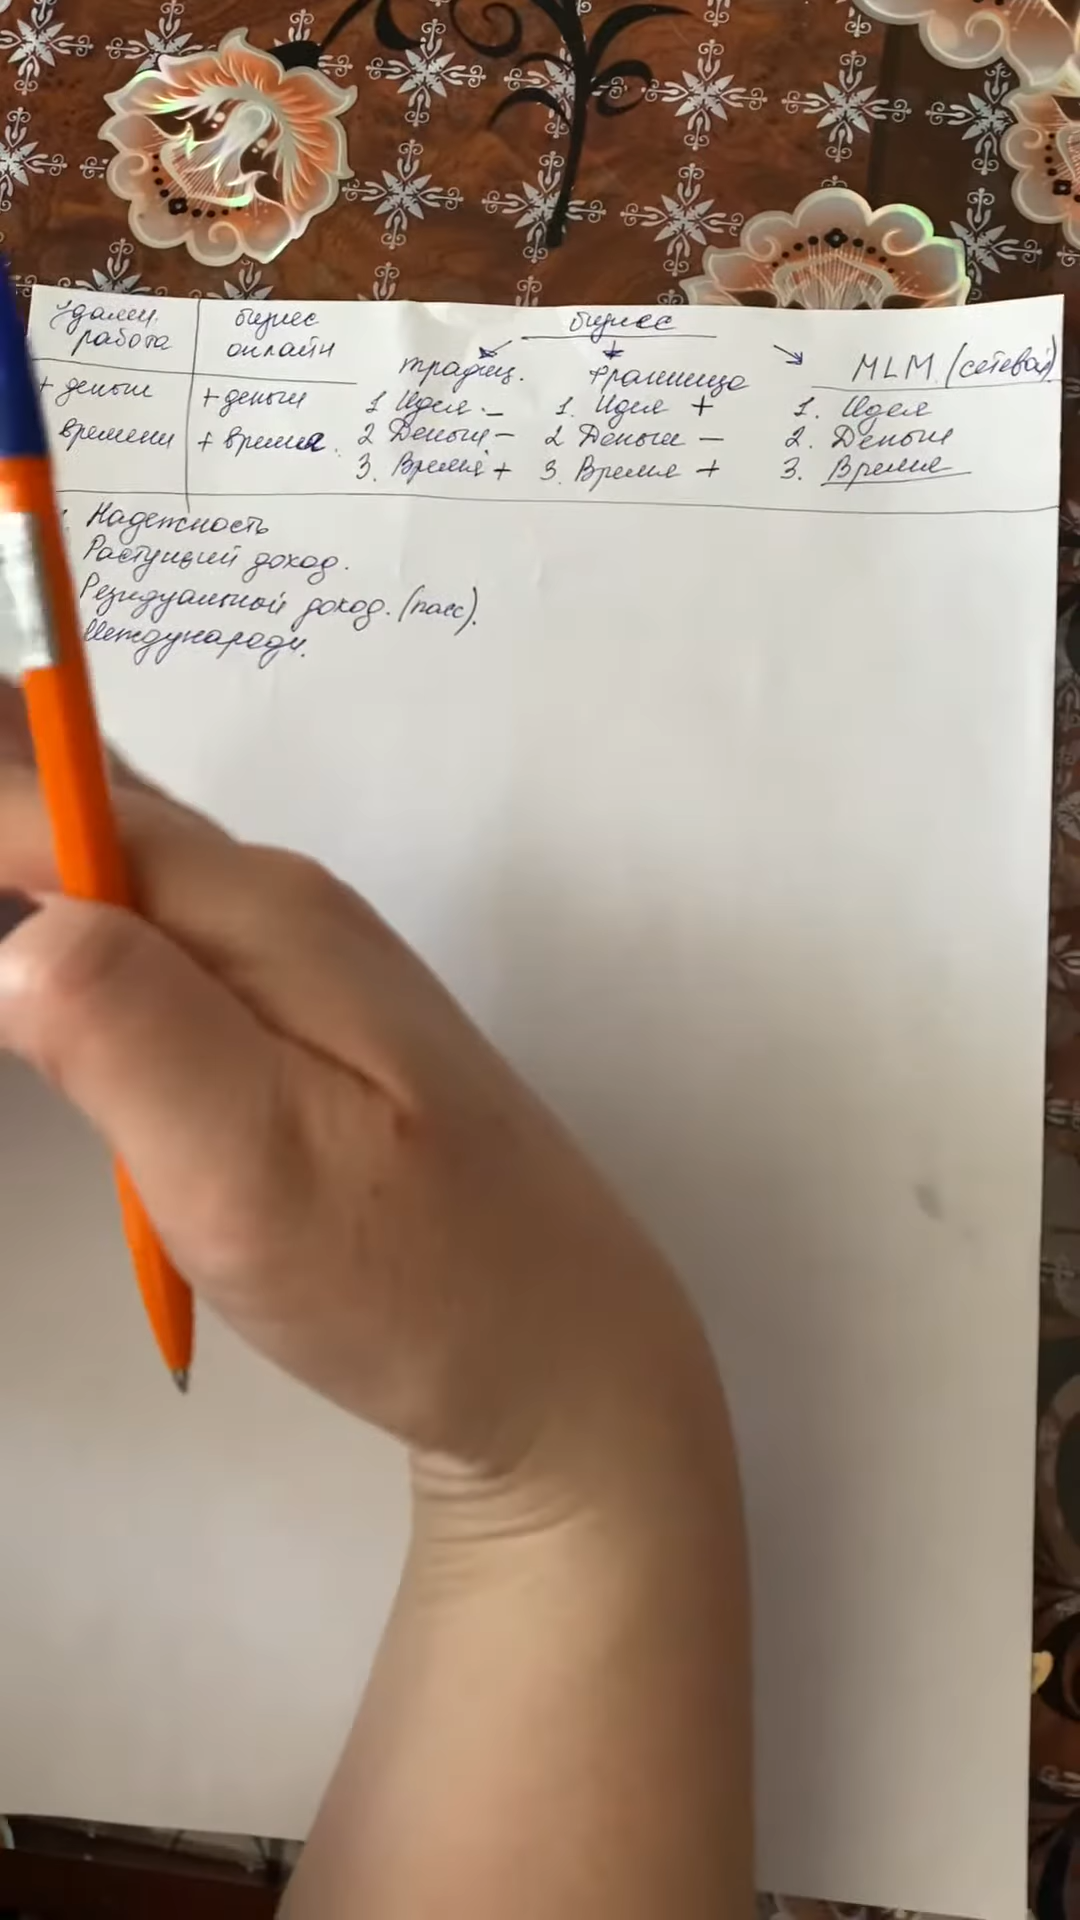 удален. работа
+ деньги
времени
бизнес онлайн
+ деньги
+ время.
бизнес
традиц.
1 Идея -
2 Деньги -
3. Время +
франшиза
1. Идея +
2 Деньги -
3. Время +
MLM (сетевой)
1. Идея
2. Деньги
3. Время
Надежность
Растущий доход.
Резидуальный доход. (пасс).
Международн.